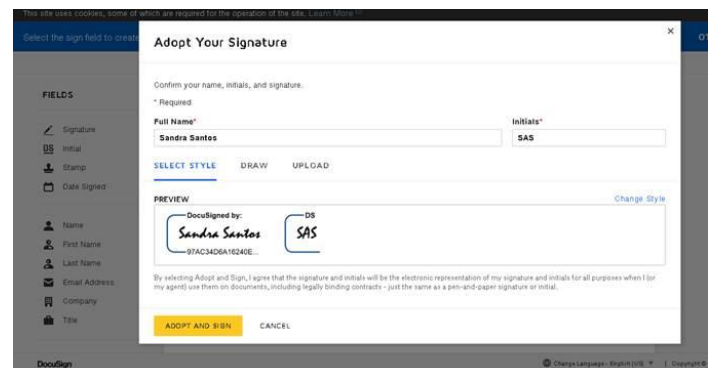 This site uses cookies, some of which are required for the operation of the site. Learn More
Select the sign field to create
Adopt Your Signature
×
Confirm your name, initials, and signature.
* Required
Full Name*
Initials*
Sandra Santos
SAS
SELECT STYLE DRAW UPLOAD
PREVIEW
Change Style
DocuSigned by:
Sandra Santos
97AC34D6A16240E...
DS
SAS
By selecting Adopt and Sign, I agree that the signature and initials will be the electronic representation of my signature and initials for all purposes when I (or
my agent) use them on documents, including legally binding contracts - just the same as a pen-and-paper signature or initial.
ADOPT AND SIGN CANCEL
FIELDS
Signature
DS Initial
Stamp
Date Signed
Name
First Name
Last Name
Email Address
Company
Title
DocuSign
Change Language - English (US) ▼ | Copyright ©